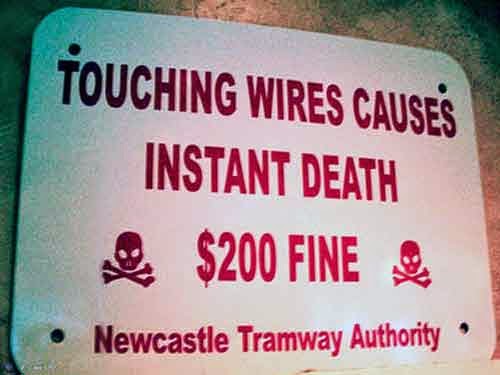 TOUCHING WIRES CAUSES
INSTANT DEATH
$200 FINE
Newcastle Tramway Authority